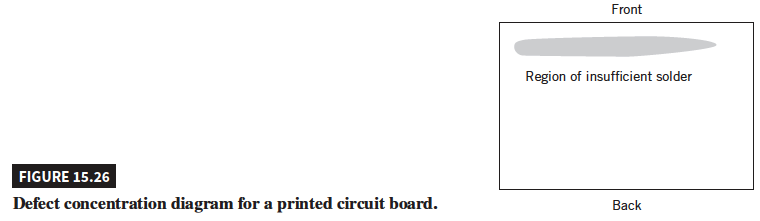 Front
Region of insufficient solder
Back
FIGURE 15.26
Defect concentration diagram for a printed circuit board.